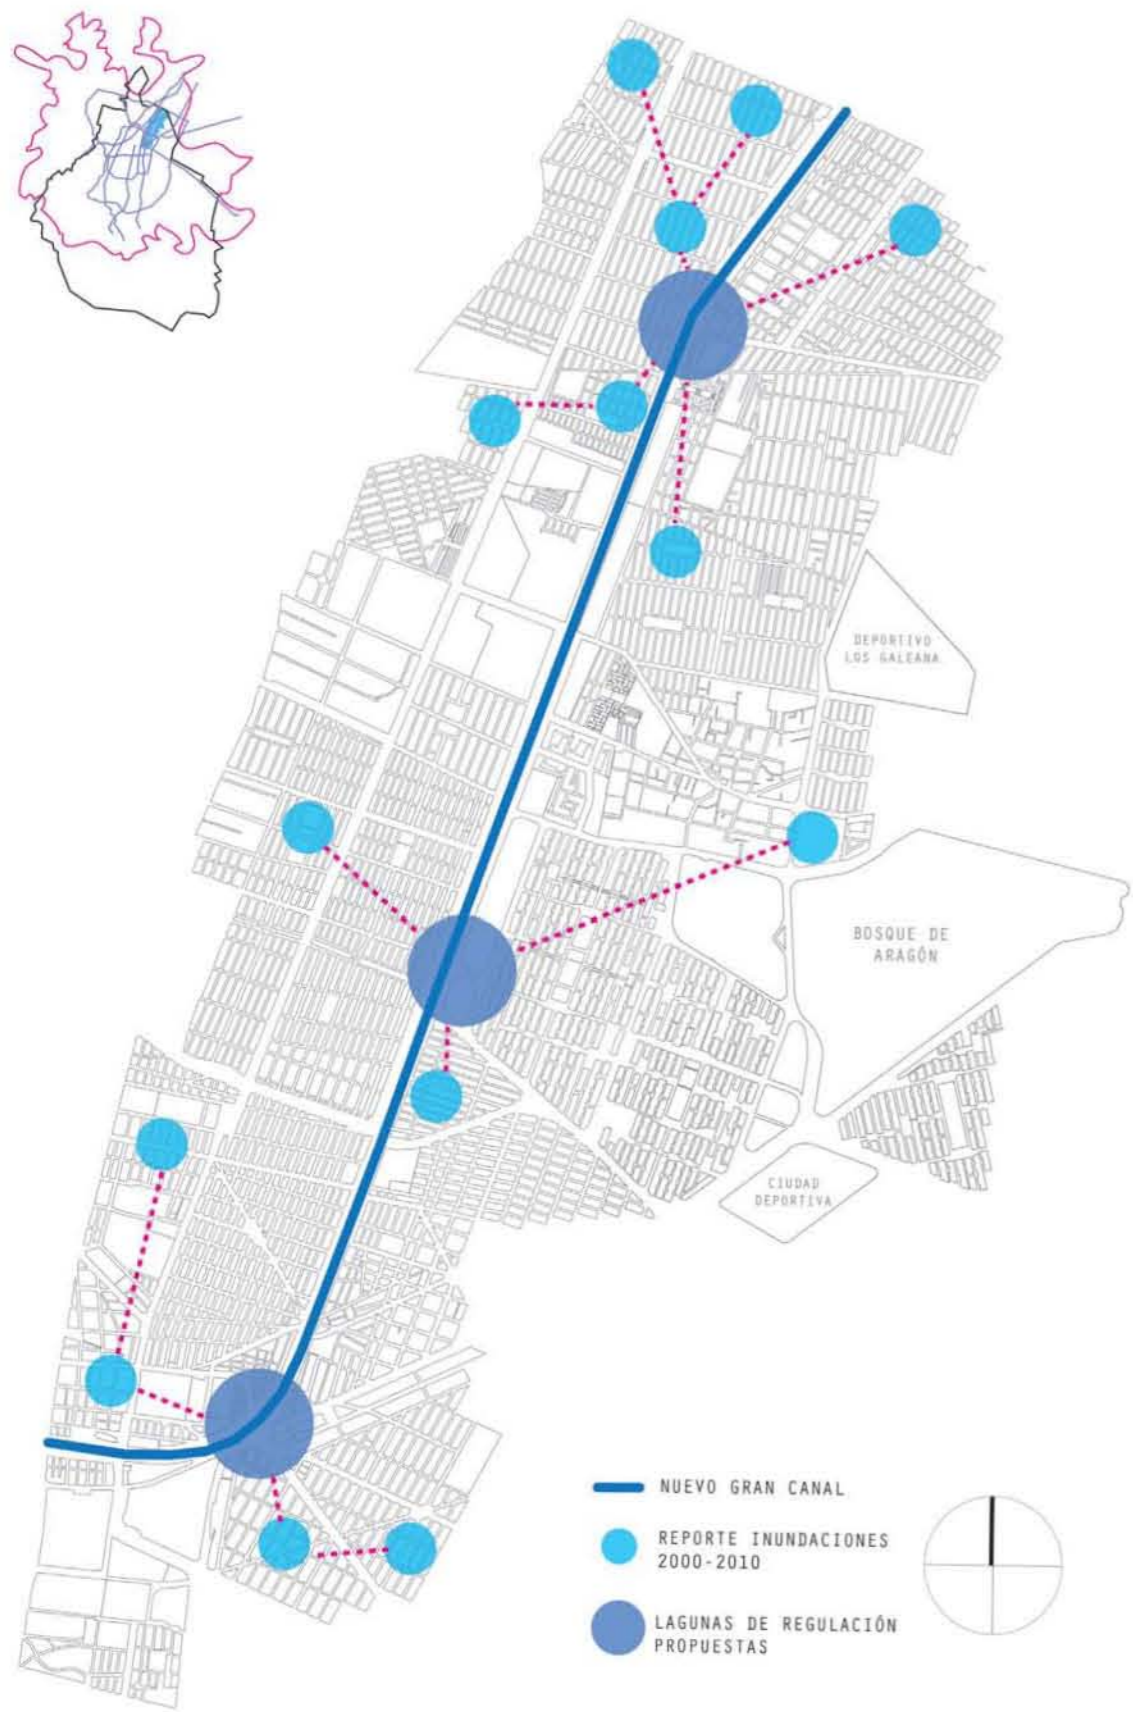 DEPORTIVO
LOS GALEANA
BOSQUE DE
ARAGÓN
CIUDAD
DEPORTIVA
NUEVO GRAN CANAL
REPORTE INUNDACIONES
2000-2010
LAGUNAS DE REGULACIÓN
PROPUESTAS